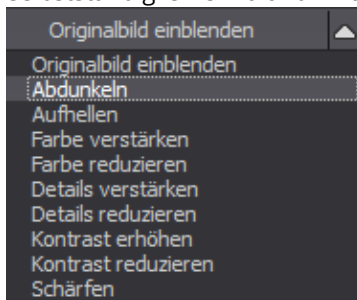 Originalbild einblenden
Originalbild einblenden
Abdunkeln
Aufhellen
Farbe verstärken
Farbe reduzieren
Details verstärken
Details reduzieren
Kontrast erhöhen
Kontrast reduzieren
Schärfen